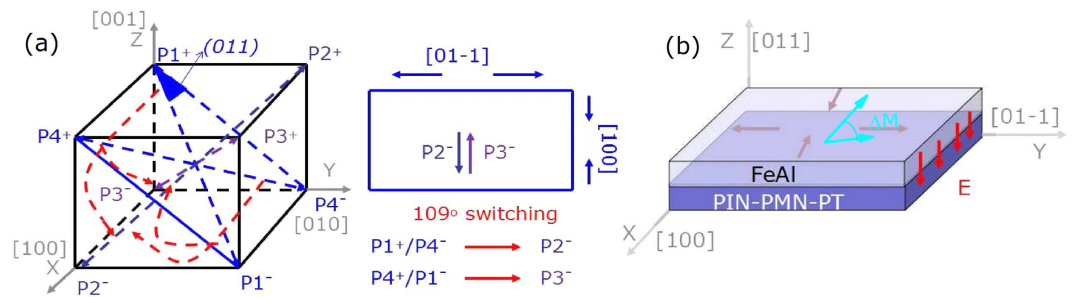 (a)
[001]
Z
P1⁺
(011)
P2⁺
P4⁺
P3⁺
P3⁻
Y
P4⁻
[010]
[100]
X
P2⁻
P1⁻
[01-1]
P2⁻ P3⁻
[100]
109° switching
P1⁺/P4⁻ → P2⁻
P4⁺/P1⁻ → P3⁻
(b)
Z [011]
ΔM
[01-1]
Y
FeAl
E
PIN-PMN-PT
X [100]